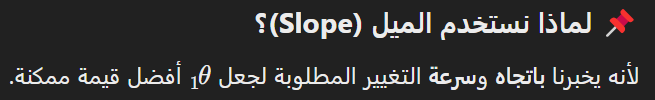 📌 لماذا نستخدم الميل (Slope)؟
لأنه يخبرنا باتجاه وسرعة التغيير المطلوبة لجعل θ₁ أفضل قيمة ممكنة.